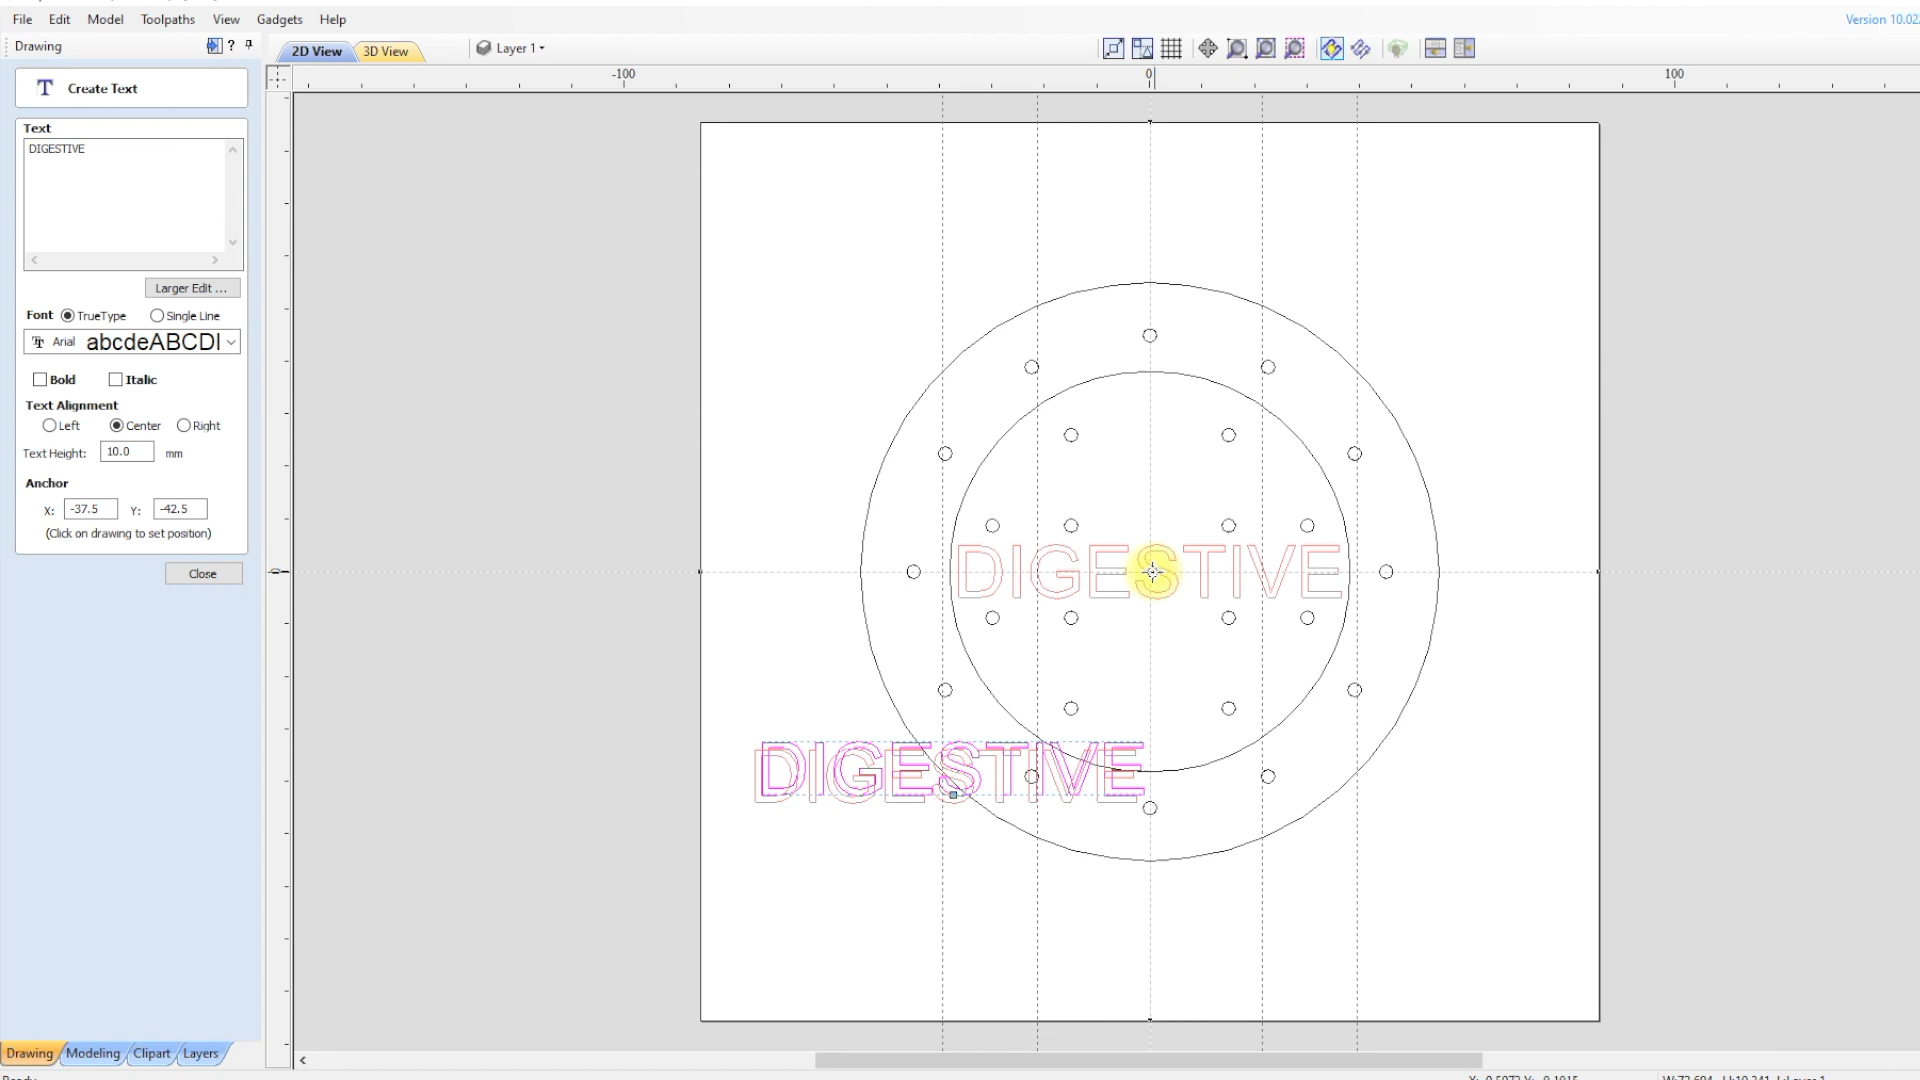 File Edit Model Toolpaths View Gadgets Help
Version 10.02
Drawing
?
2D View 3D View Layer 1
T Create Text
-100 0 100
Text
DIGESTIVE
Larger Edit ...
Font TrueType Single Line
Arial abcdeABCDI
Bold Italic
Text Alignment
Left Center Right
Text Height: 10.0 mm
Anchor
X: -37.5 Y: -42.5
(Click on drawing to set position)
Close
0
DIGESTIVE
DIGESTIVE
DIGESTIVE
Drawing Modeling Clipart Layers